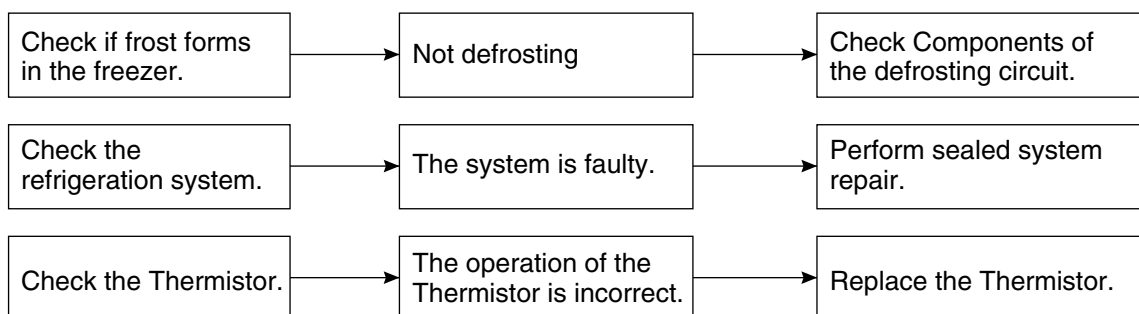 Check if frost forms
in the freezer.
Not defrosting
Check Components of
the defrosting circuit.
Check the
refrigeration system.
The system is faulty.
Perform sealed system
repair.
Check the Thermistor.
The operation of the
Thermistor is incorrect.
Replace the Thermistor.